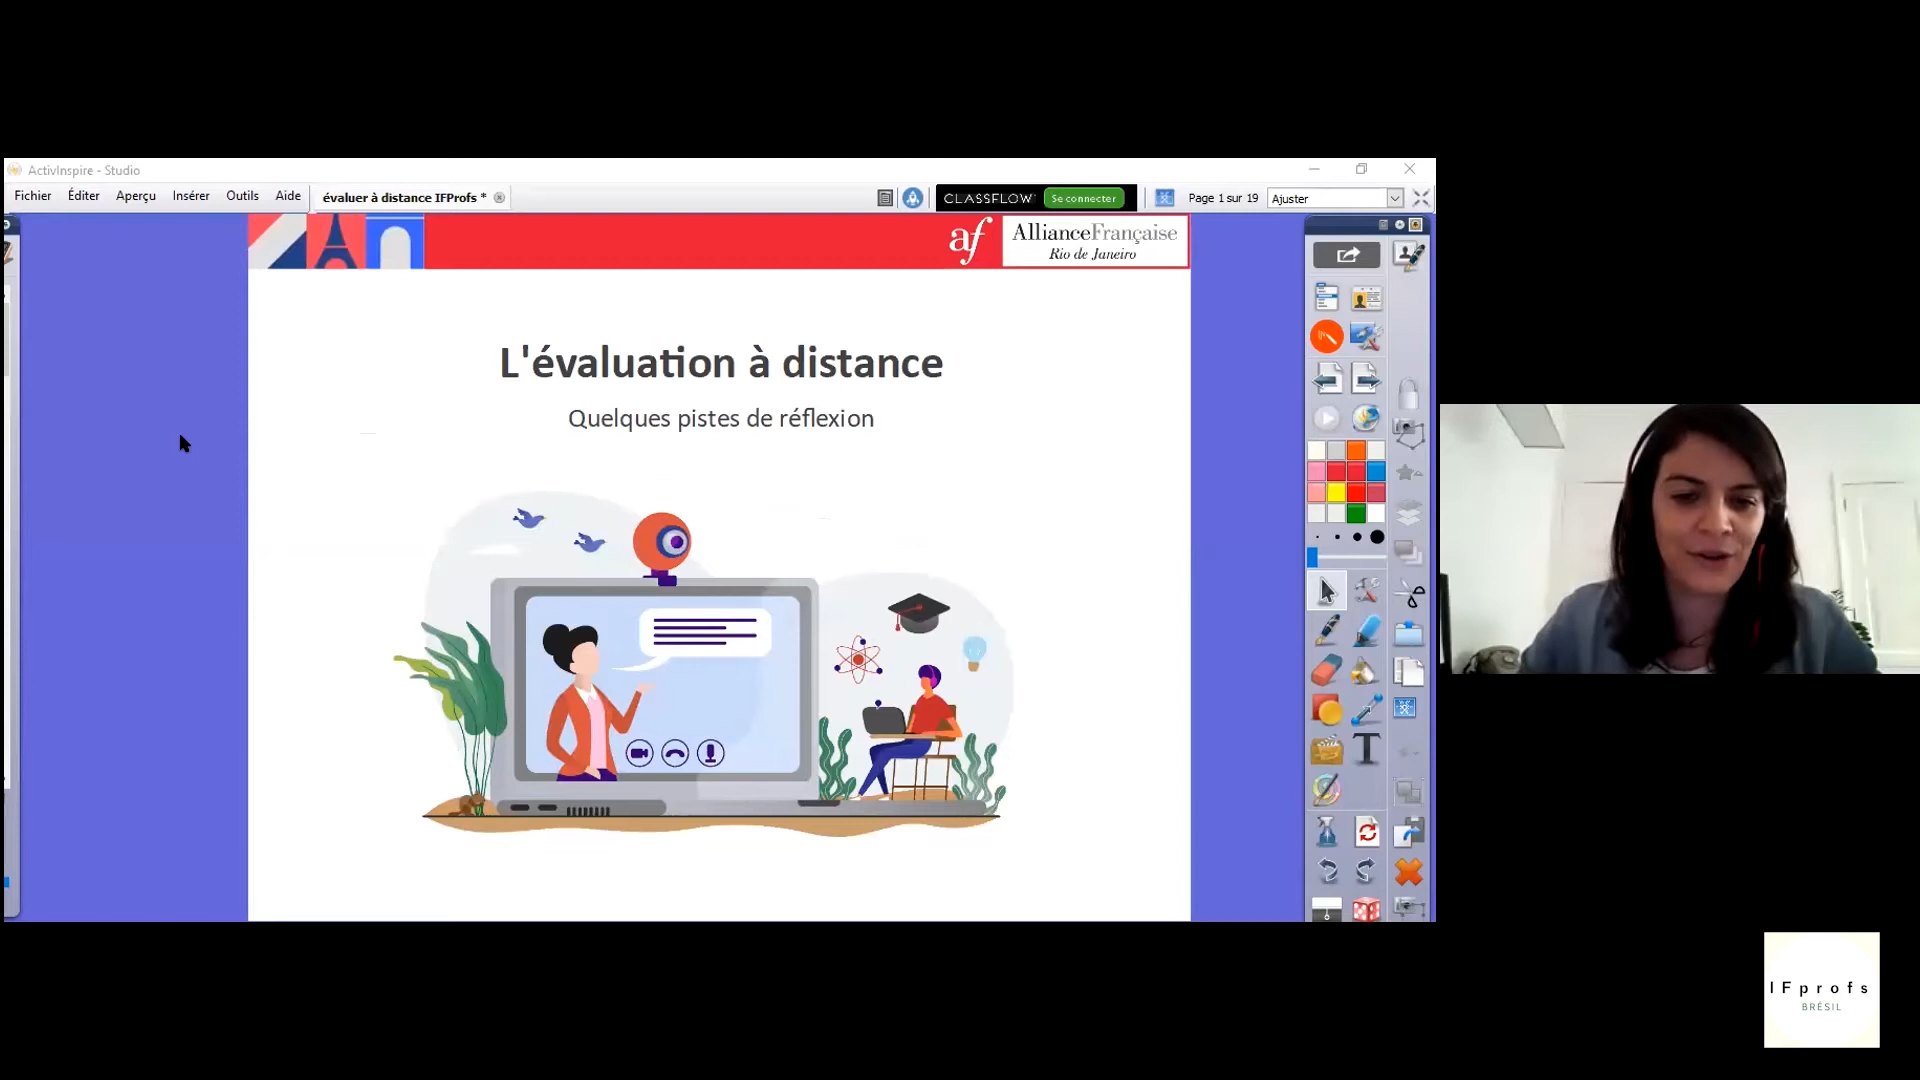 ActivInspire - Studio
Fichier Éditer Aperçu Insérer Outils Aide évaluer à distance IFProfs * CLASSFLOW Se connecter Page 1 sur 19 Ajuster
af AllianceFrançaise
Rio de Janeiro
L'évaluation à distance
Quelques pistes de réflexion
T
IFprofs
BRÉSIL